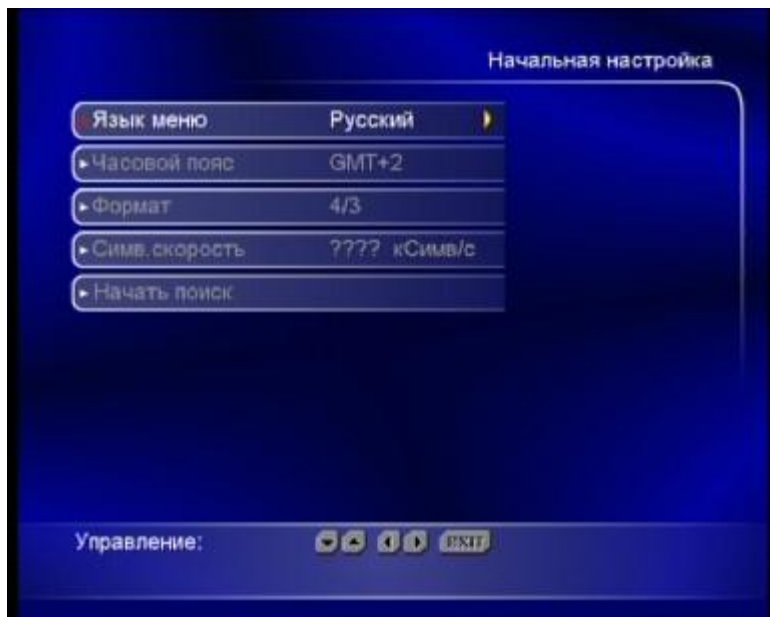 Начальная настройка
Язык меню Русский
Часовой пояс GMT+2
Формат 4/3
Симв.скорость ???? кСимв/с
Начать поиск
Управление: EXIT